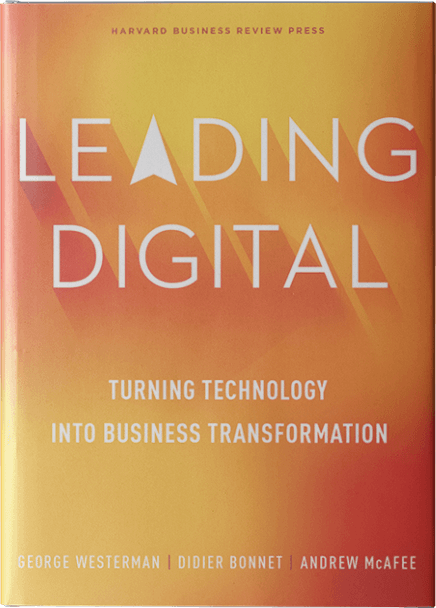 HARVARD BUSINESS REVIEW PRESS
LEADING
DIGITAL
TURNING TECHNOLOGY
INTO BUSINESS TRANSFORMATION
GEORGE WESTERMAN | DIDIER BONNET | ANDREW McAFEE